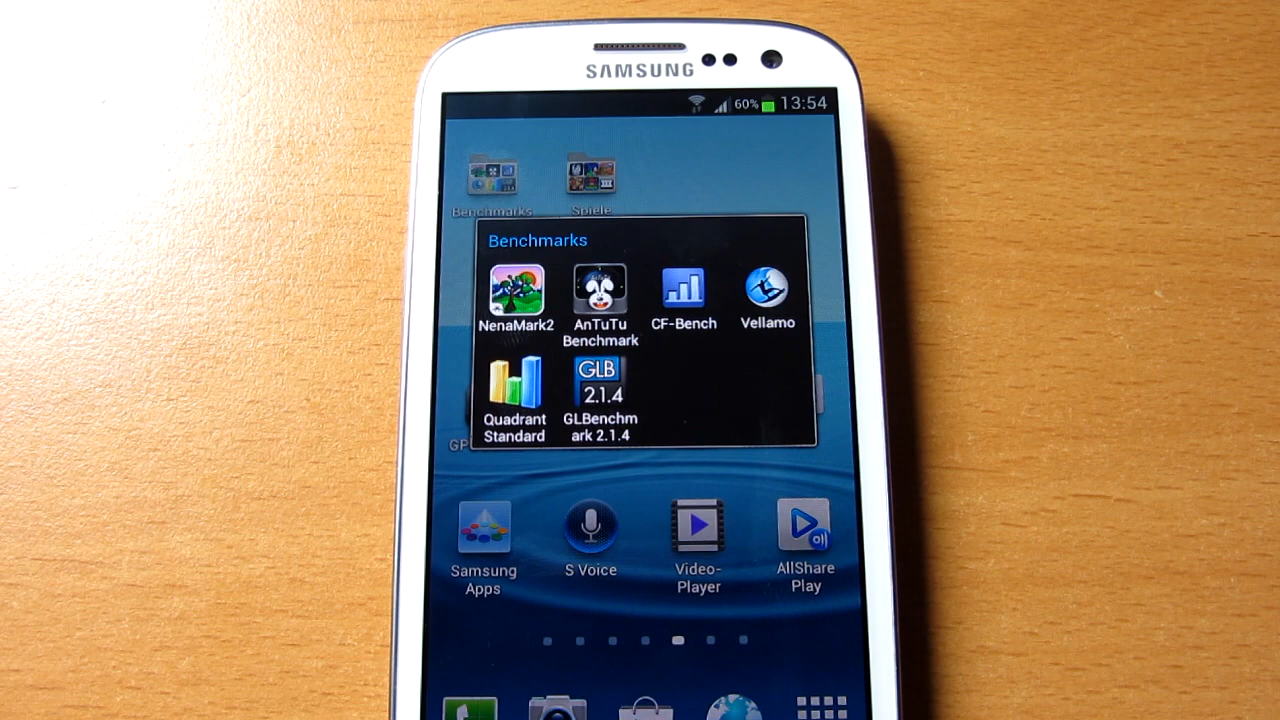 SAMSUNG
60% 13:54
Benchmarks Spiele
Benchmarks
NenaMark2 AnTuTu Benchmark CF-Bench Vellamo
Quadrant Standard GLB 2.1.4 GLBenchm ark 2.1.4
GP
Samsung Apps S Voice Video- Player AllShare Play